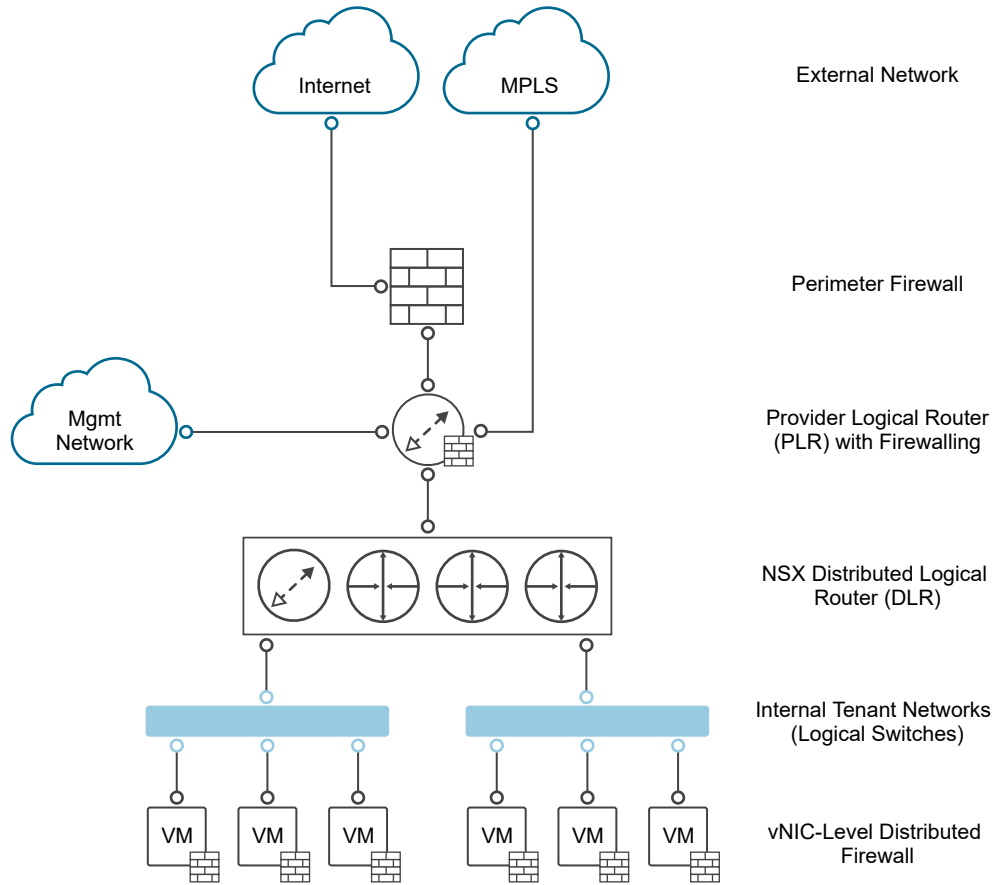 Internet
MPLS
External Network
Perimeter Firewall
Mgmt
Network
Provider Logical Router
(PLR) with Firewalling
NSX Distributed Logical
Router (DLR)
Internal Tenant Networks
(Logical Switches)
VM
VM
VM
VM
VM
VM
vNIC-Level Distributed
Firewall